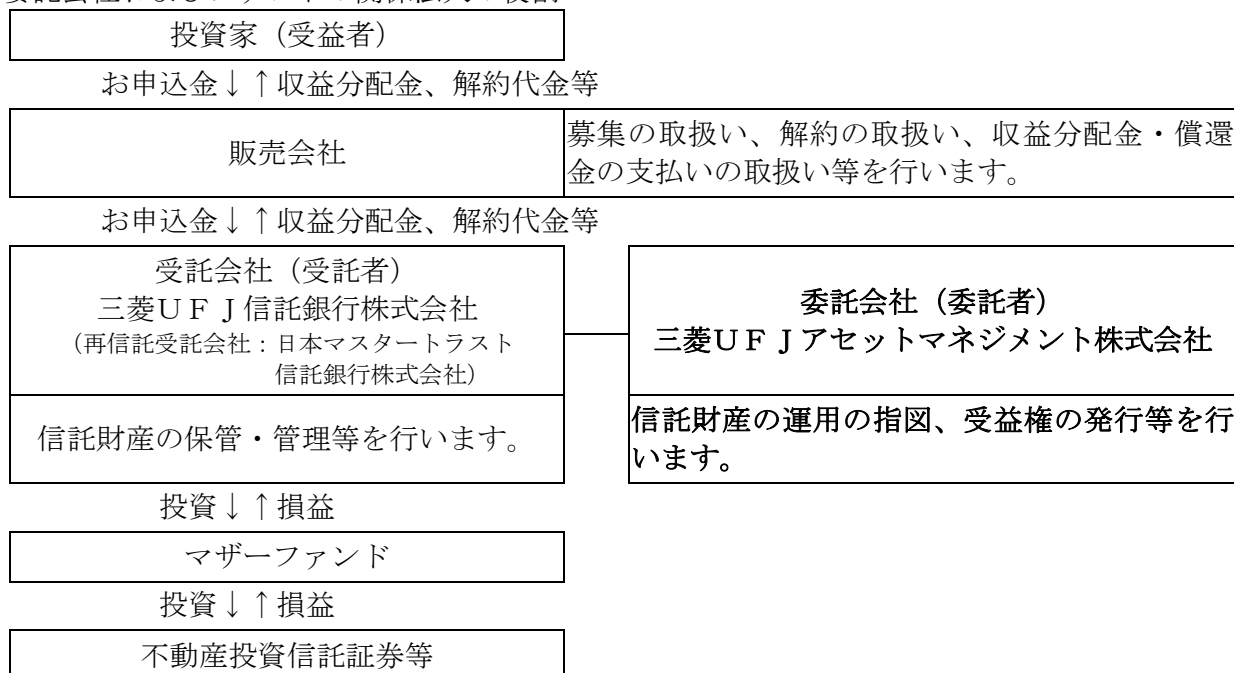 投資家（受益者）
お申込金↓↑収益分配金、解約代金等
販売会社
募集の取扱い、解約の取扱い、収益分配金・償還
金の支払いの取扱い等を行います。
お申込金↓↑収益分配金、解約代金等
受託会社（受託者）
三菱ＵＦＪ信託銀行株式会社
（再信託受託会社：日本マスタートラスト
信託銀行株式会社）
委託会社（委託者）
三菱ＵＦＪアセットマネジメント株式会社
信託財産の保管・管理等を行います。
信託財産の運用の指図、受益権の発行等を行
います。
投資↓↑損益
マザーファンド
投資↓↑損益
不動産投資信託証券等